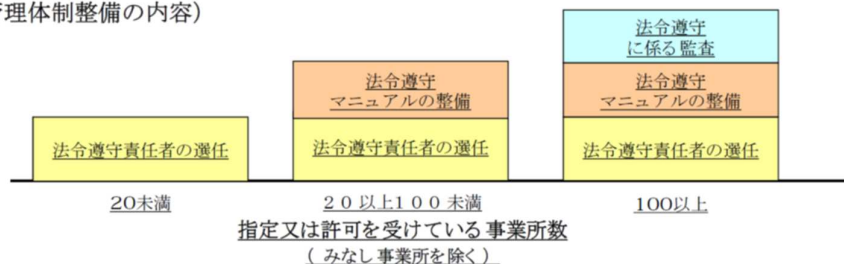 理体制整備の内容）
法令遵守
に係る監査
法令遵守
マニュアルの整備
法令遵守
マニュアルの整備
法令遵守責任者の選任
法令遵守責任者の選任
法令遵守責任者の選任
20未満
２０以上1００未満
100以上
指定又は許可を受けている事業所数
（みなし事業所を除く）